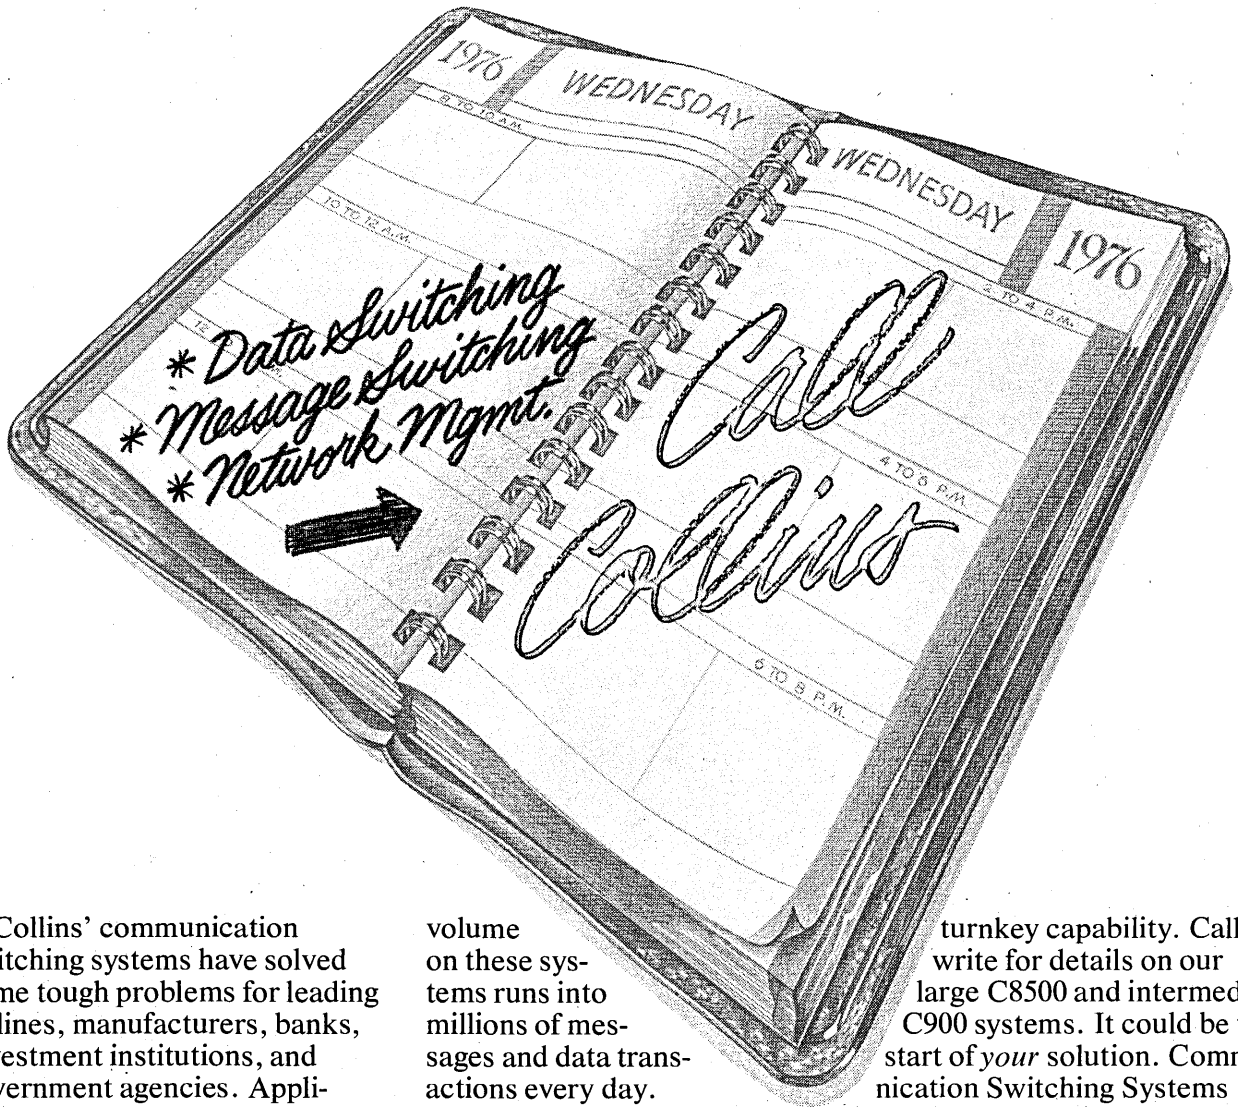 1976
WEDNESDAY
9 TO 10 A.M.
10 TO 12 A.M.
12
* Data Switching
* Message Switching
* Network Mgmt.
WEDNESDAY
1976
2 TO 4 P.M.
4 TO 6 P.M.
6 TO 8 P.M.
Call
Collins
Collins’ communication
itching systems have solved
me tough problems for leading
lines, manufacturers, banks,
vestment institutions, and
vernment agencies. Appli-
volume
on these sys-
tems runs into
millions of mes-
sages and data trans-
actions every day.
turnkey capability. Call
write for details on our
large C8500 and intermed
C900 systems. It could be
start of your solution. Comm
nication Switching Systems